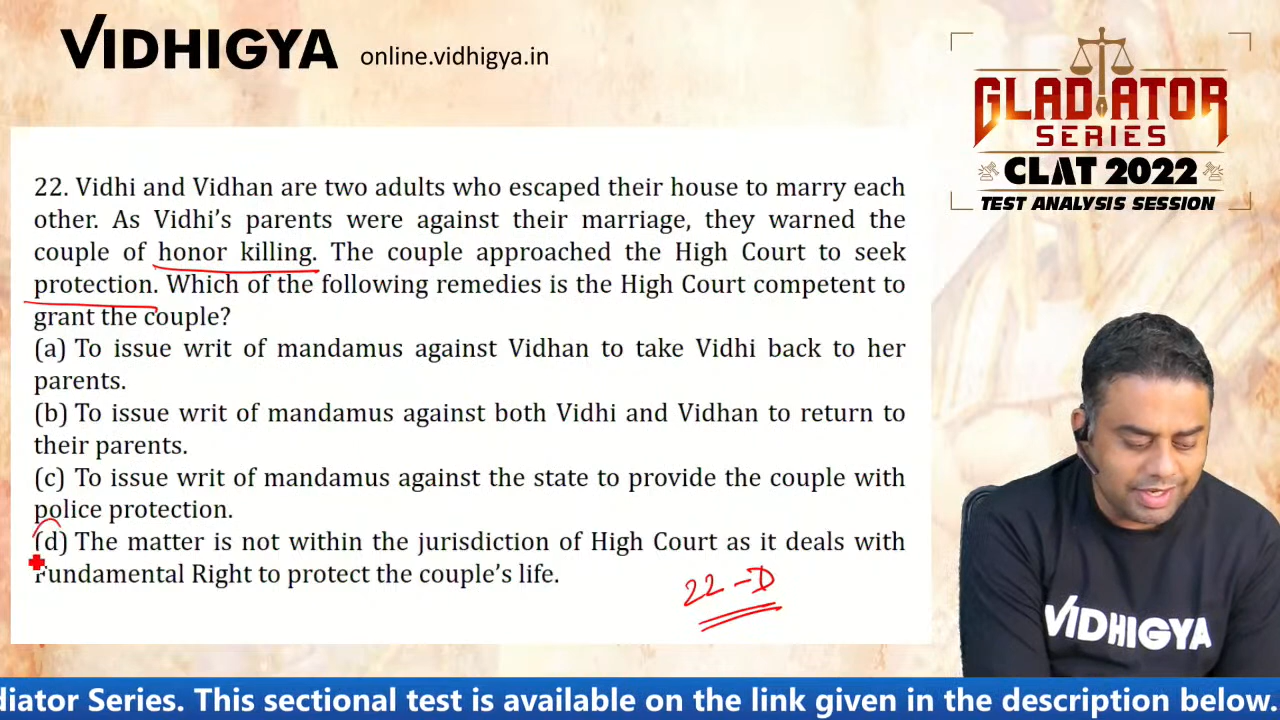 VIDHIGYA
online.vidhigya.in
GLADIATOR
SERIES
CLAT 2022
TEST ANALYSIS SESSION
22. Vidhi and Vidhan are two adults who escaped their house to marry each
other. As Vidhi's parents were against their marriage, they warned the
couple of honor killing. The couple approached the High Court to seek
protection. Which of the following remedies is the High Court competent to
grant the couple?
(a) To issue writ of mandamus against Vidhan to take Vidhi back to her
parents.
(b) To issue writ of mandamus against both Vidhi and Vidhan to return to
their parents.
(c) To issue writ of mandamus against the state to provide the couple with
police protection.
(d) The matter is not within the jurisdiction of High Court as it deals with
Fundamental Right to protect the couple's life.
22 - D
VIDHIGYA
diator Series. This sectional test is available on the link given in the description below.